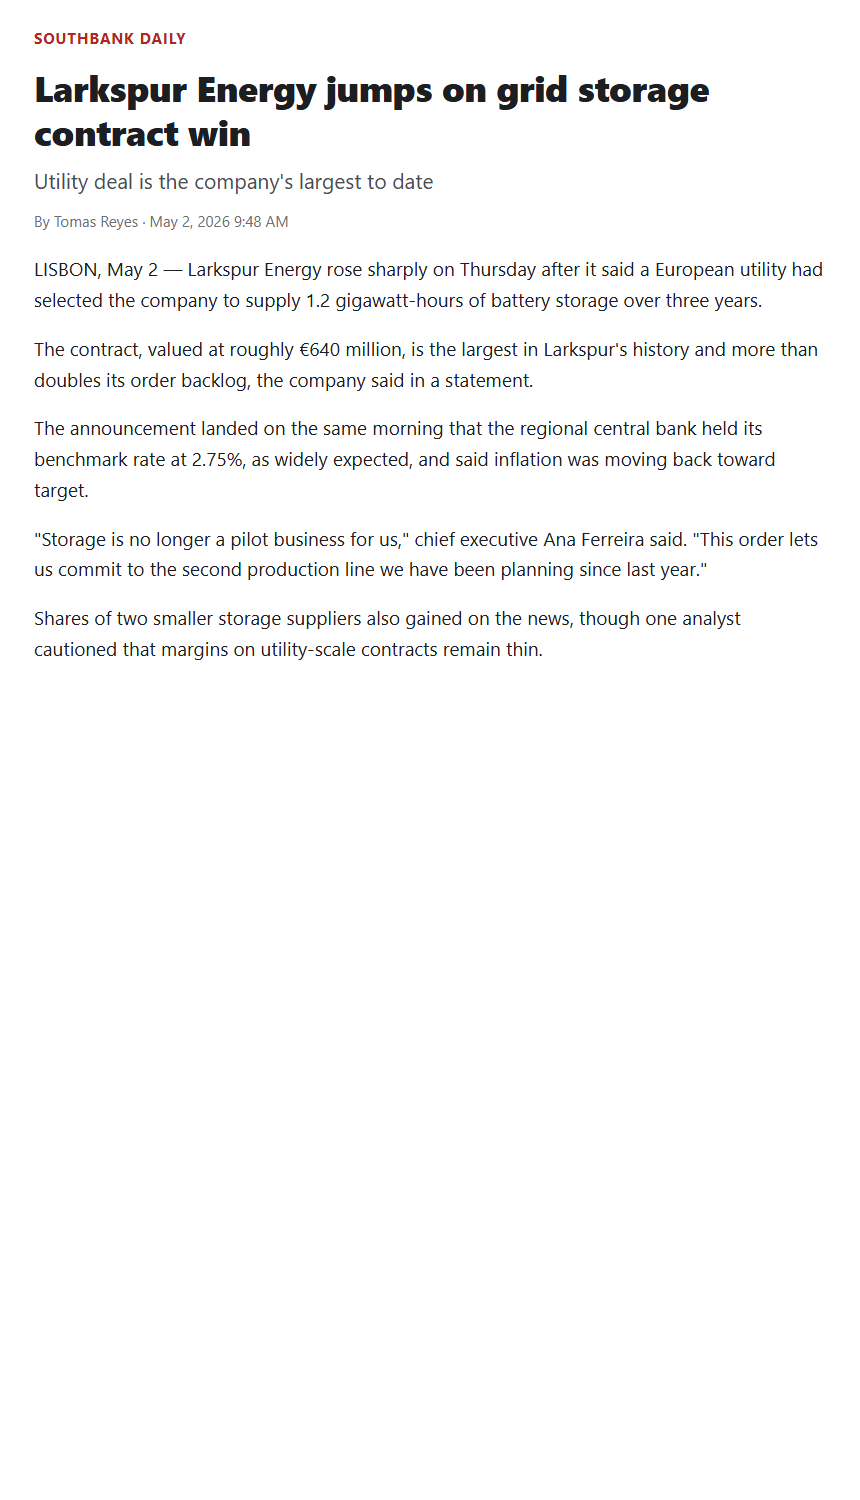 SOUTHBANK DAILY
Larkspur Energy jumps on grid storage
contract win
Utility deal is the company's largest to date
By Tomas Reyes · May 2, 2026 9:48 AM
LISBON, May 2 — Larkspur Energy rose sharply on Thursday after it said a European utility had
selected the company to supply 1.2 gigawatt-hours of battery storage over three years.
The contract, valued at roughly €640 million, is the largest in Larkspur's history and more than
doubles its order backlog, the company said in a statement.
The announcement landed on the same morning that the regional central bank held its
benchmark rate at 2.75%, as widely expected, and said inflation was moving back toward
target.
"Storage is no longer a pilot business for us," chief executive Ana Ferreira said. "This order lets
us commit to the second production line we have been planning since last year."
Shares of two smaller storage suppliers also gained on the news, though one analyst
cautioned that margins on utility-scale contracts remain thin.